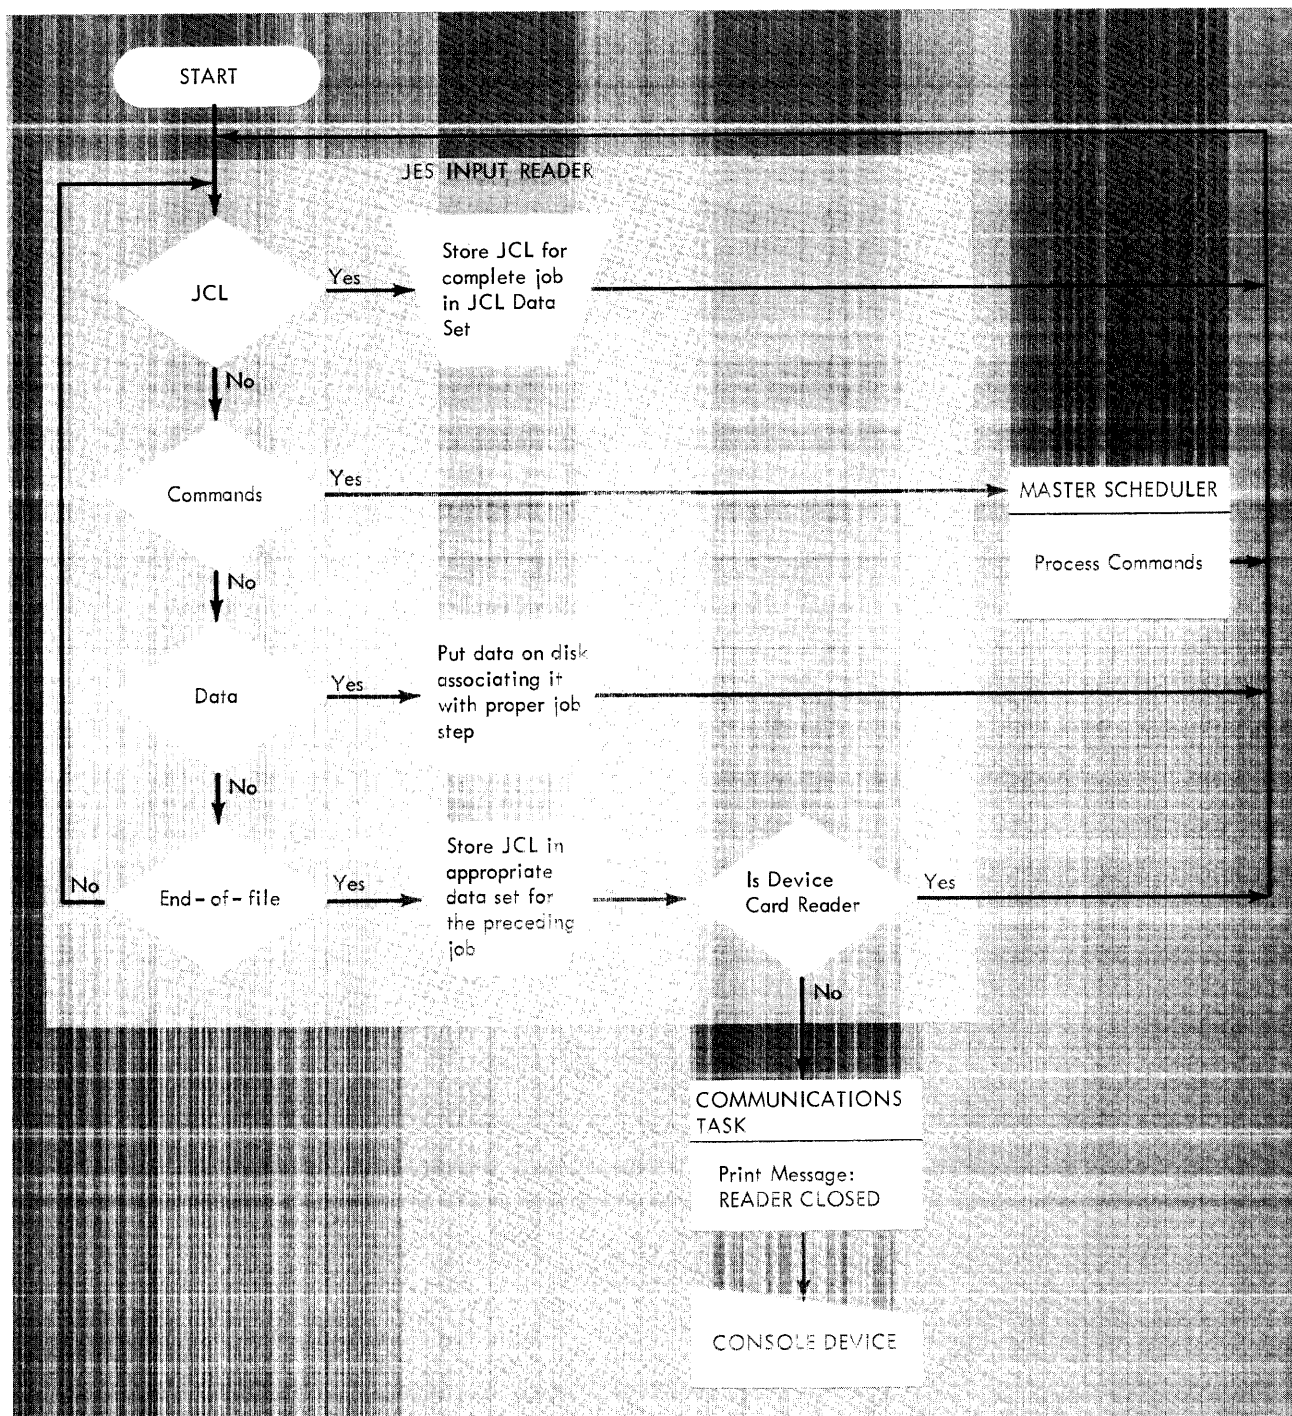 START
JES INPUT READER
JCL
Yes
Store JCL for
complete job
in JCL Data
Set
No
Commands
Yes
MASTER SCHEDULER
Process Commands
No
Data
Yes
Put data on disk
associating it
with proper job
step
No
End-of-file
No
Yes
Store JCL in
appropriate
data set for
the preceding
job
Is Device
Card Reader
Yes
No
COMMUNICATIONS
TASK
Print Message:
READER CLOSED
CONSOLE DEVICE